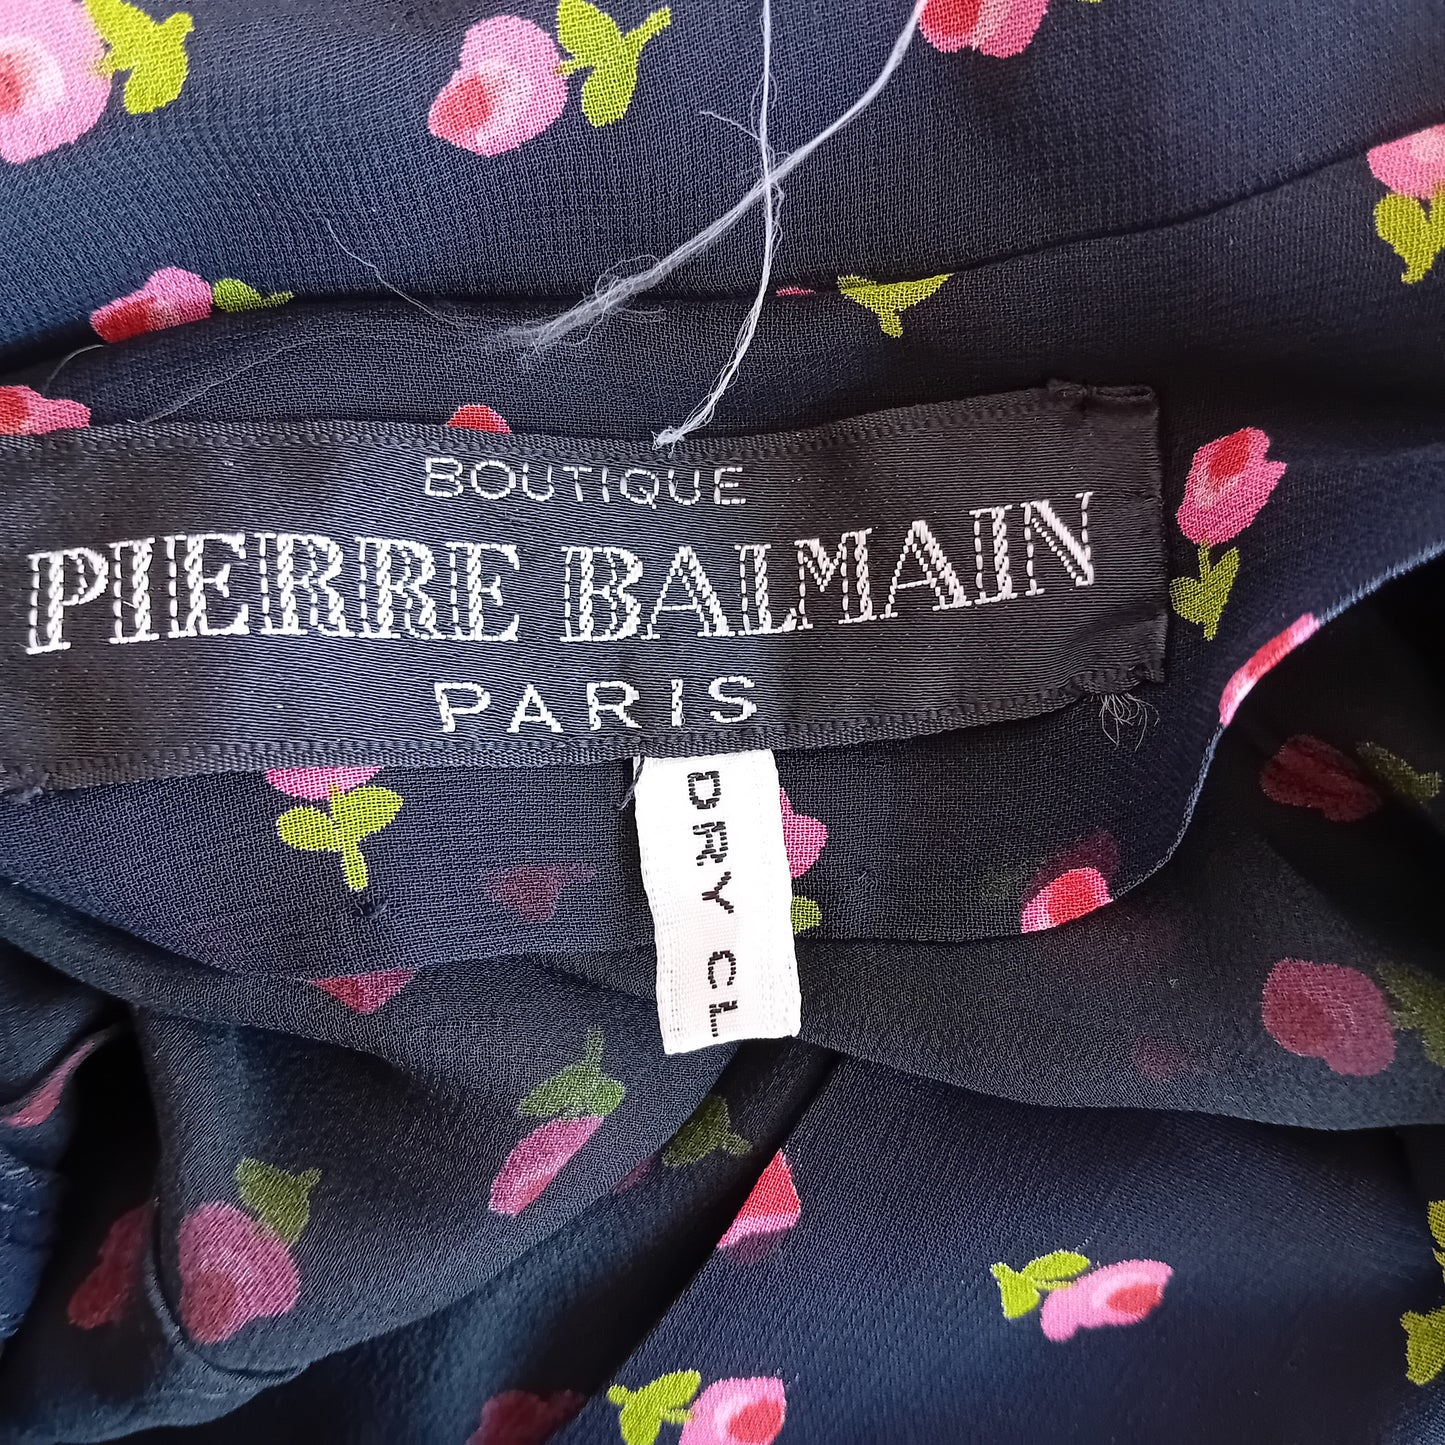 BOUTIQUE
PIERRE BALMAIN
PARIS
DRY CL